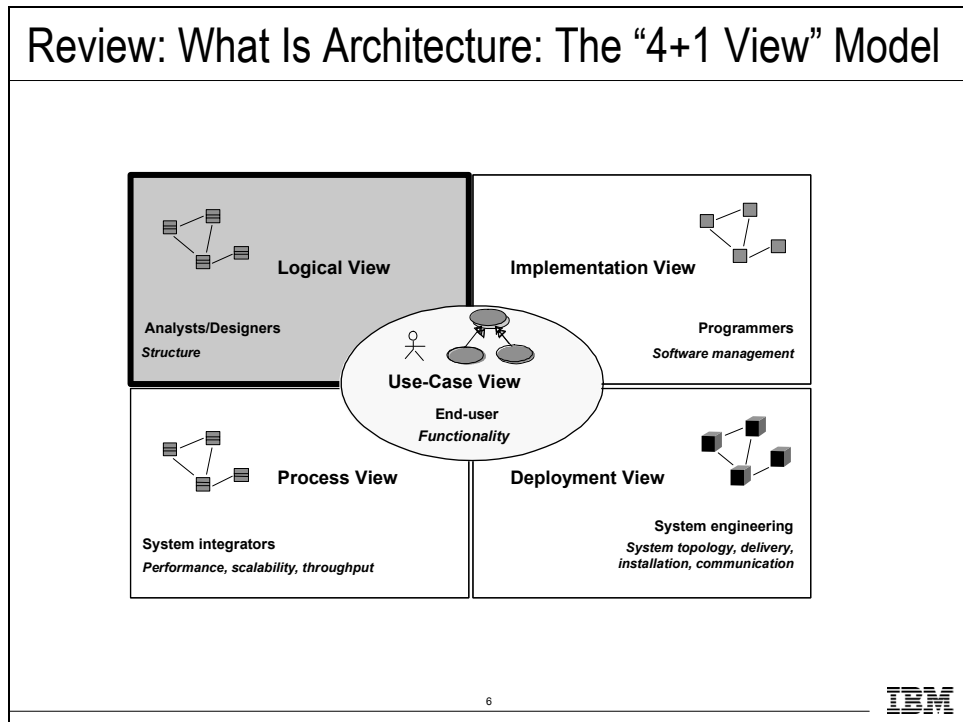 Review: What Is Architecture: The “4+1 View” Model
Logical View
Analysts/Designers
Structure
Implementation View
Programmers
Software management
Use-Case View
End-user
Functionality
Process View
System integrators
Performance, scalability, throughput
Deployment View
System engineering
System topology, delivery,
installation, communication
6
IBM